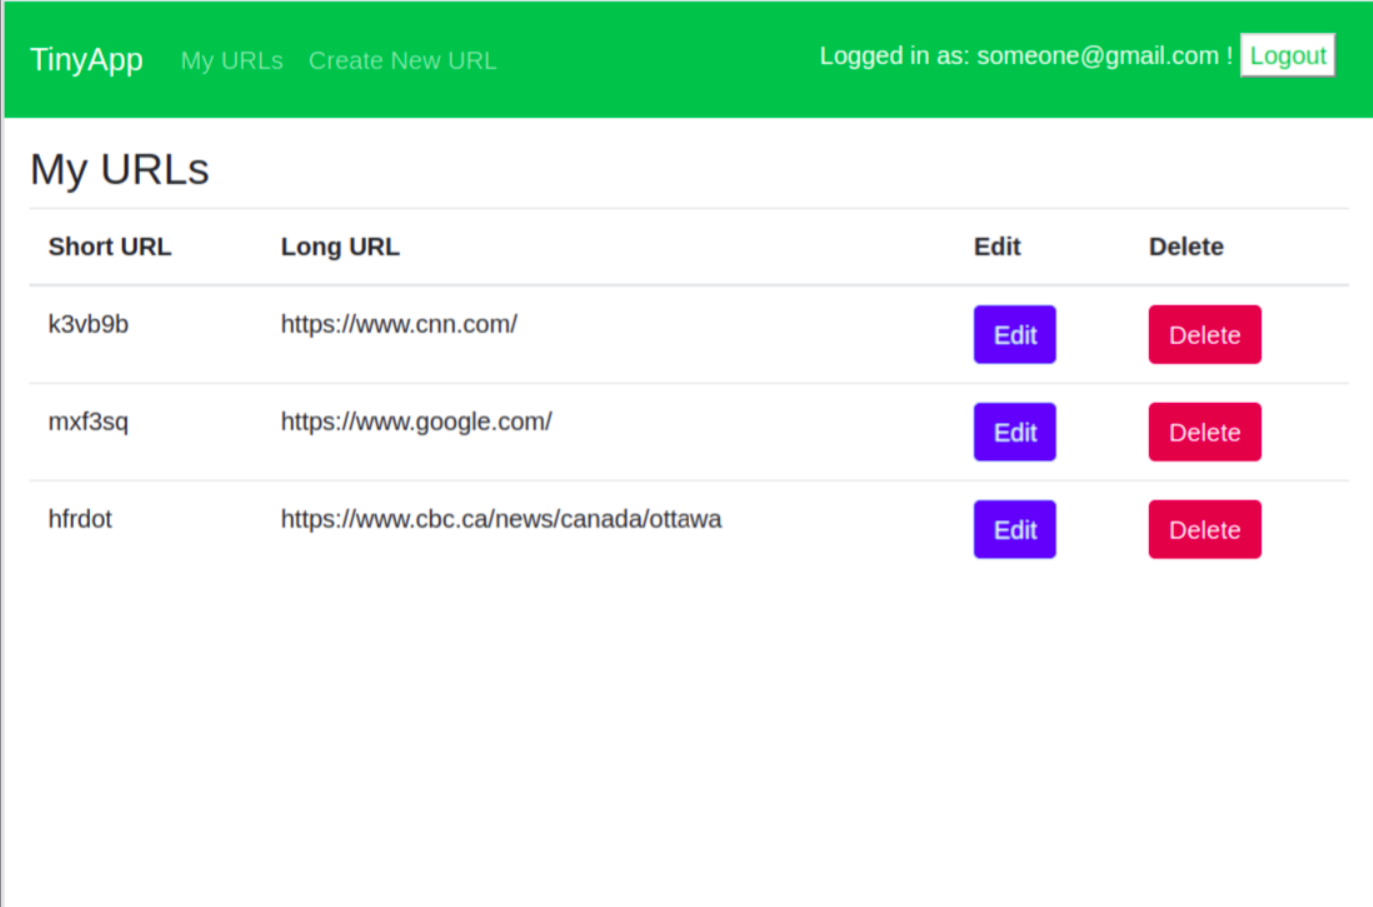 TinyApp My URLs Create New URL Logged in as: someone@gmail.com ! Logout
My URLs
Short URL Long URL Edit Delete
k3vb9b https://www.cnn.com/ Edit Delete
mxf3sq https://www.google.com/ Edit Delete
hfrdot https://www.cbc.ca/news/canada/ottawa Edit Delete